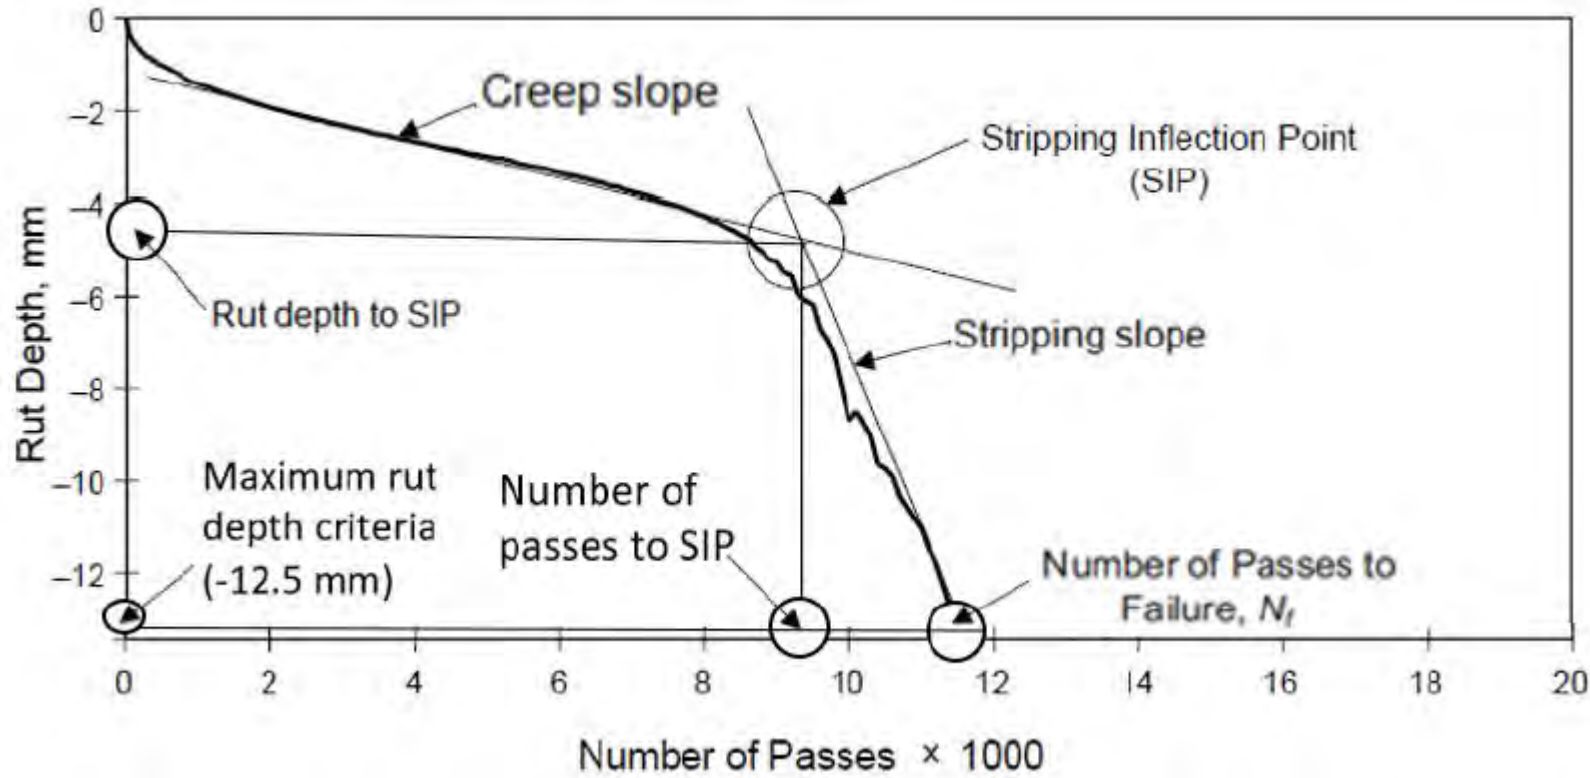 0
–2
–4
–6
–8
–10
–12
Rut Depth, mm
Creep slope
Stripping Inflection Point
(SIP)
Rut depth to SIP
Stripping slope
Maximum rut
depth criteria
(-12.5 mm)
Number of
passes to SIP
Number of Passes to
Failure, Nf
0 2 4 6 8 10 12 14 16 18 20
Number of Passes × 1000